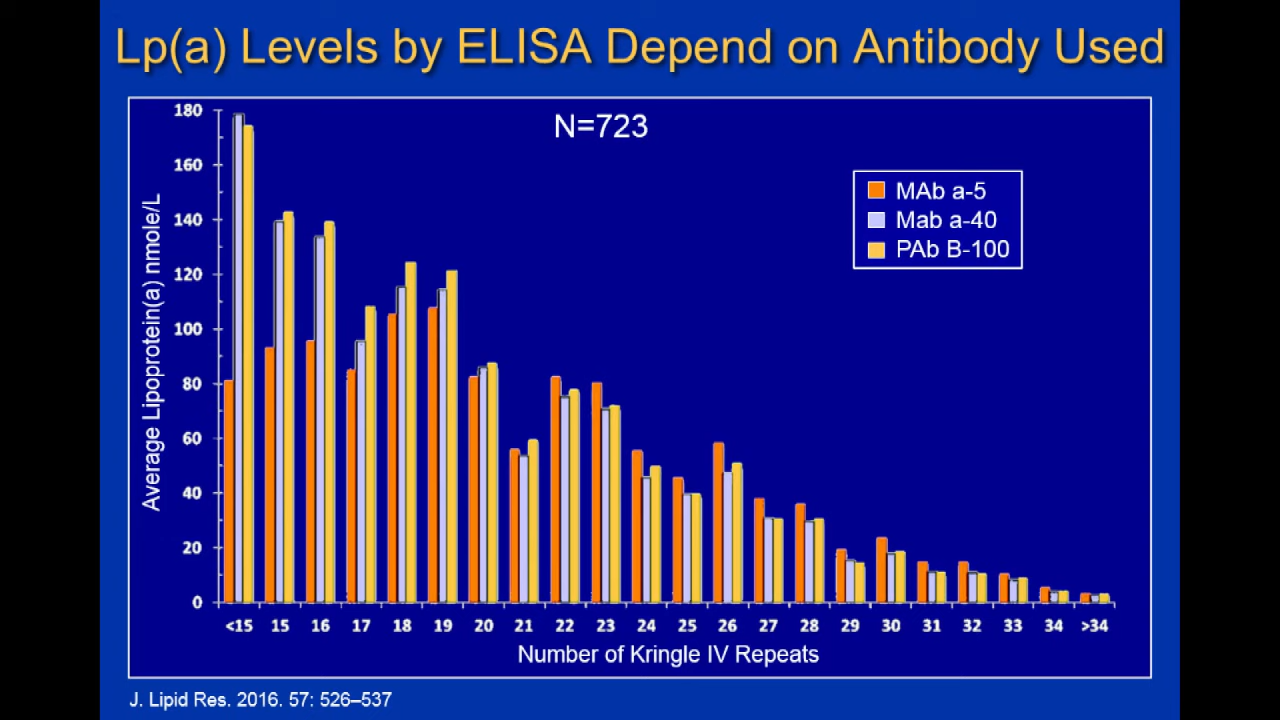 Lp(a) Levels by ELISA Depend on Antibody Used
N=723
MAb a-5
Mab a-40
PAb B-100
Average Lipoprotein(a) nmole/L
180
160
140
120
100
80
60
40
20
0
<15 15 16 17 18 19 20 21 22 23 24 25 26 27 28 29 30 31 32 33 34 >34
Number of Kringle IV Repeats
J. Lipid Res. 2016. 57: 526–537